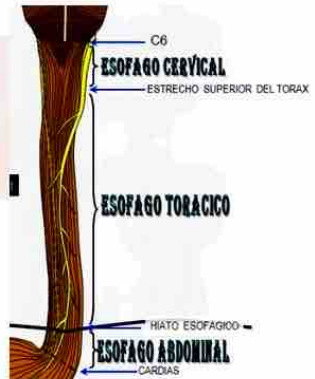 C6
ESOFAGO CERVICAL
ESTRECHO SUPERIOR DEL TORAX
ESOFAGO TORACICO
HIATO ESOFAGICO
ESOFAGO ABDOMINAL
CARDIAS